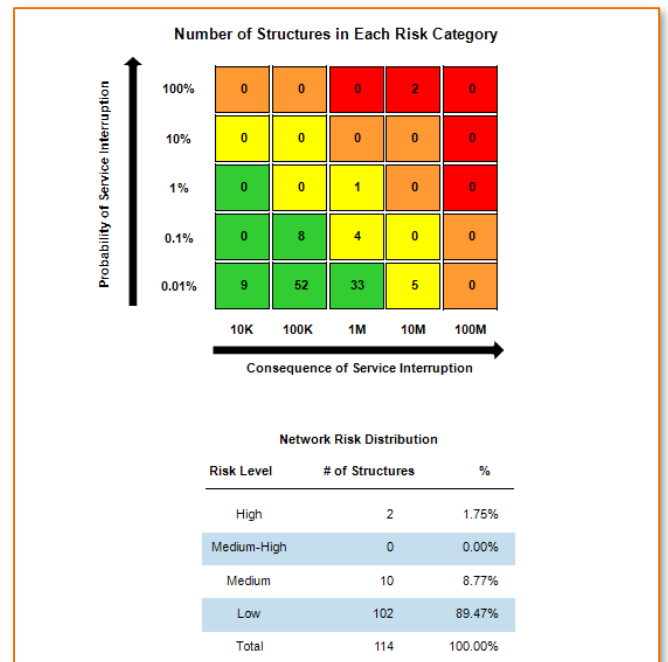 Number of Structures in Each Risk Category
Probability of Service Interruption
100% 0 0 0 2 0
10% 0 0 0 0 0
1% 0 0 1 0 0
0.1% 0 8 4 0 0
0.01% 9 52 33 5 0
10K 100K 1M 10M 100M
Consequence of Service Interruption
Network Risk Distribution
Risk Level # of Structures %
High 2 1.75%
Medium-High 0 0.00%
Medium 10 8.77%
Low 102 89.47%
Total 114 100.00%